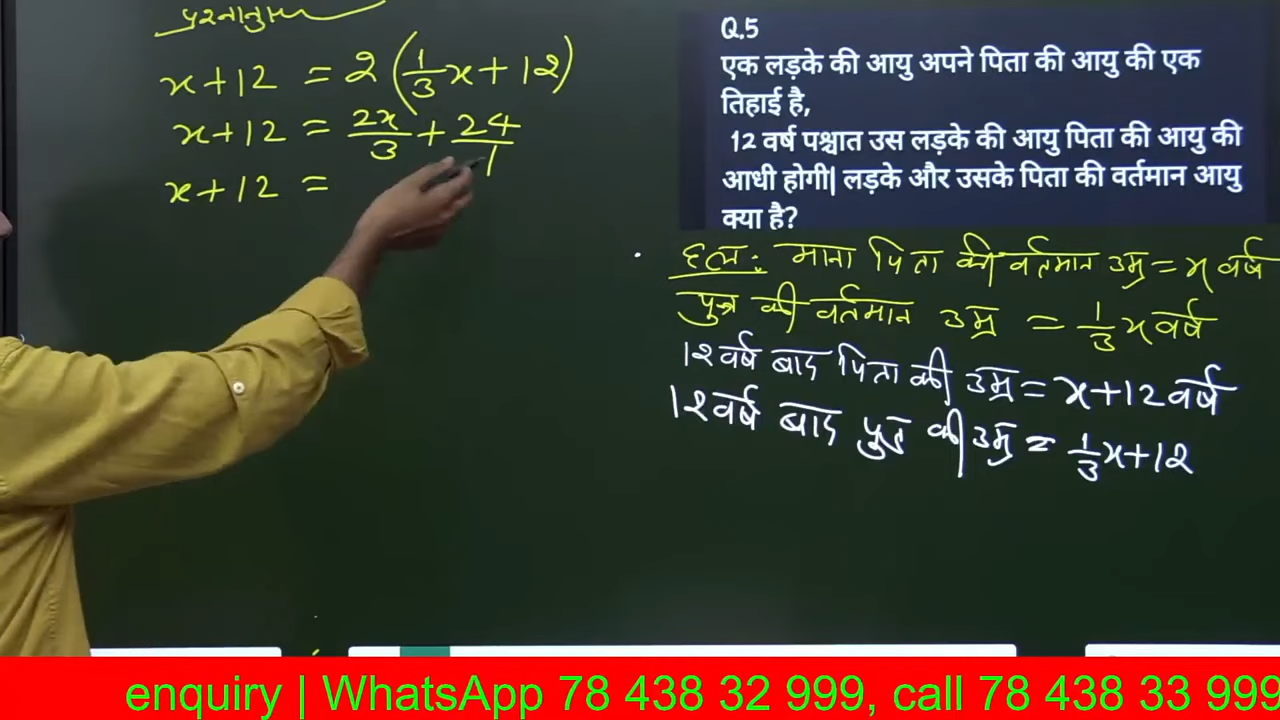 प्रश्नानुसार
x+12 = 2(1/3x+12)
x+12 = 2x/3 + 24/1
x+12 =
Q.5
एक लड़के की आयु अपने पिता की आयु की एक
तिहाई है,
12 वर्ष पश्चात उस लड़के की आयु पिता की आयु की
आधी होगी| लड़के और उसके पिता की वर्तमान आयु
क्या है?
हल: माना पिता की वर्तमान उम्र = x वर्ष
पुत्र की वर्तमान उम्र = 1/3x वर्ष
12 वर्ष बाद पिता की उम्र = x+12 वर्ष
12 वर्ष बाद पुत्र की उम्र = 1/3x+12
enquiry | WhatsApp 78 438 32 999, call 78 438 33 999